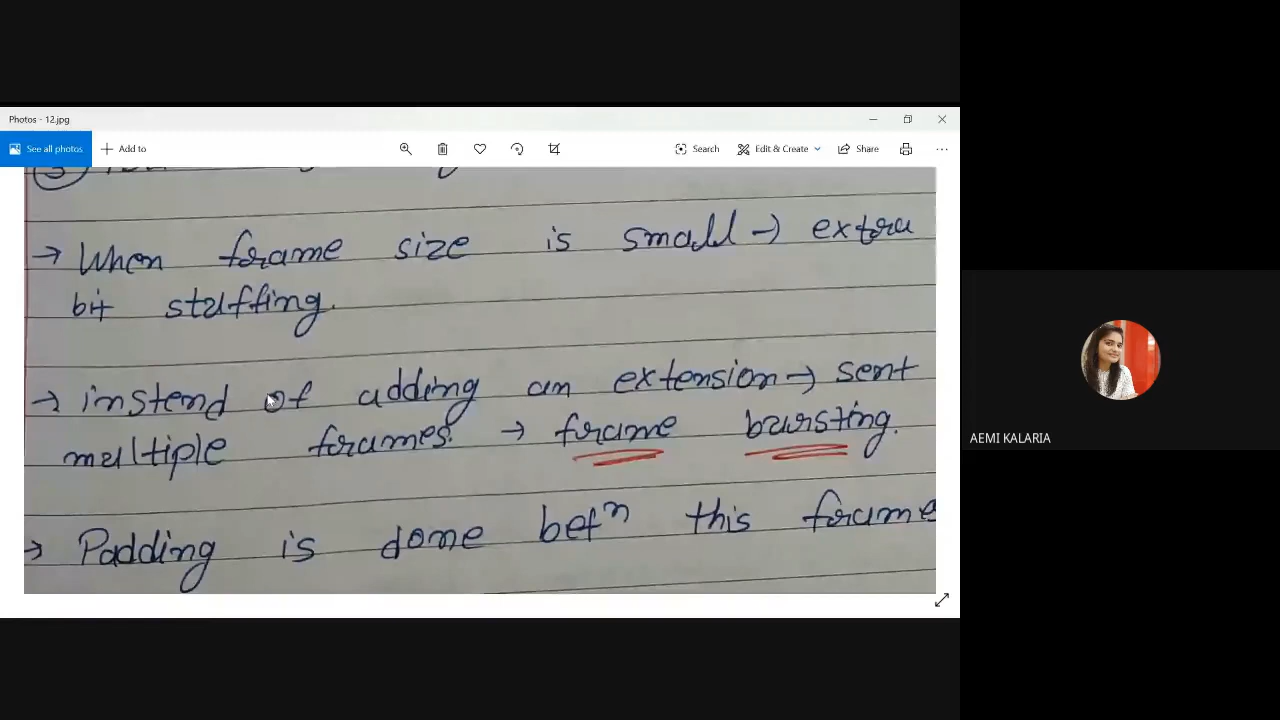 Photos - 12.jpg
See all photos
Add to
Search
Edit & Create
Share
→ When frame size is small → extra
bit stuffing.
→ instend of adding an extension → sent
multiple frames. → frame bursting.
→ Padding is done betn this frame
AEMI KALARIA